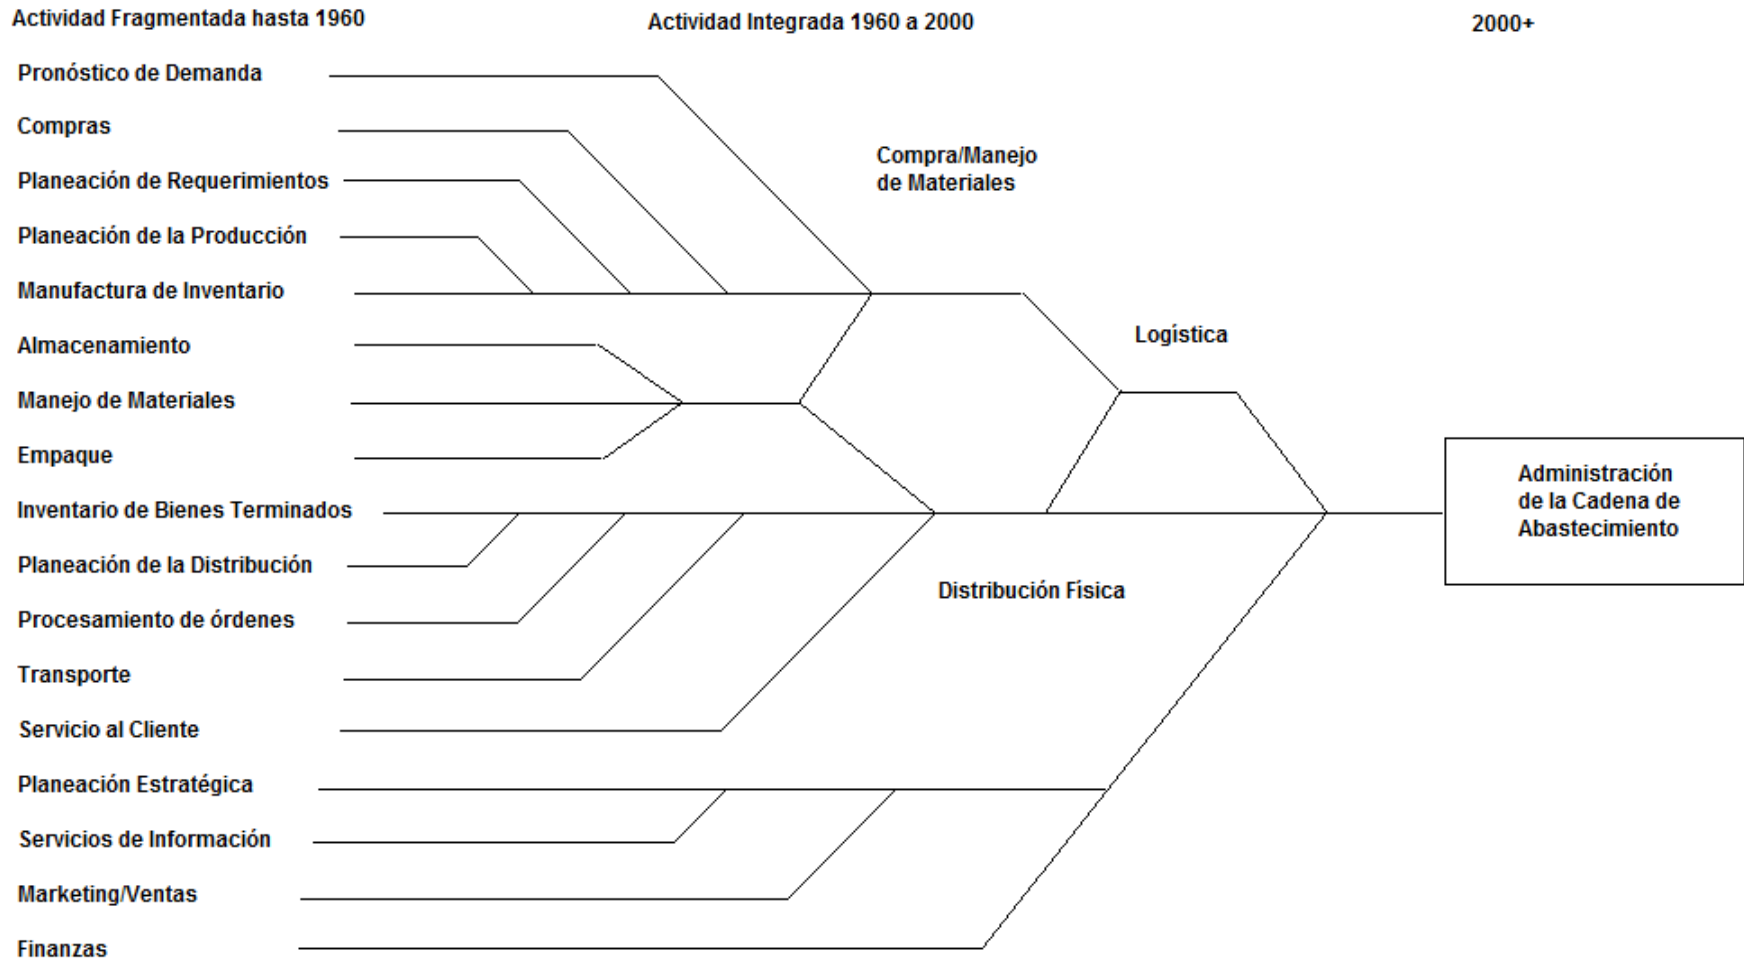 Actividad Fragmentada hasta 1960
Actividad Integrada 1960 a 2000
2000+
Pronóstico de Demanda
Compras
Compra/Manejo
de Materiales
Planeación de Requerimientos
Planeación de la Producción
Manufactura de Inventario
Logística
Almacenamiento
Manejo de Materiales
Empaque
Administración
de la Cadena de
Abastecimiento
Inventario de Bienes Terminados
Planeación de la Distribución
Distribución Física
Procesamiento de órdenes
Transporte
Servicio al Cliente
Planeación Estratégica
Servicios de Información
Marketing/Ventas
Finanzas